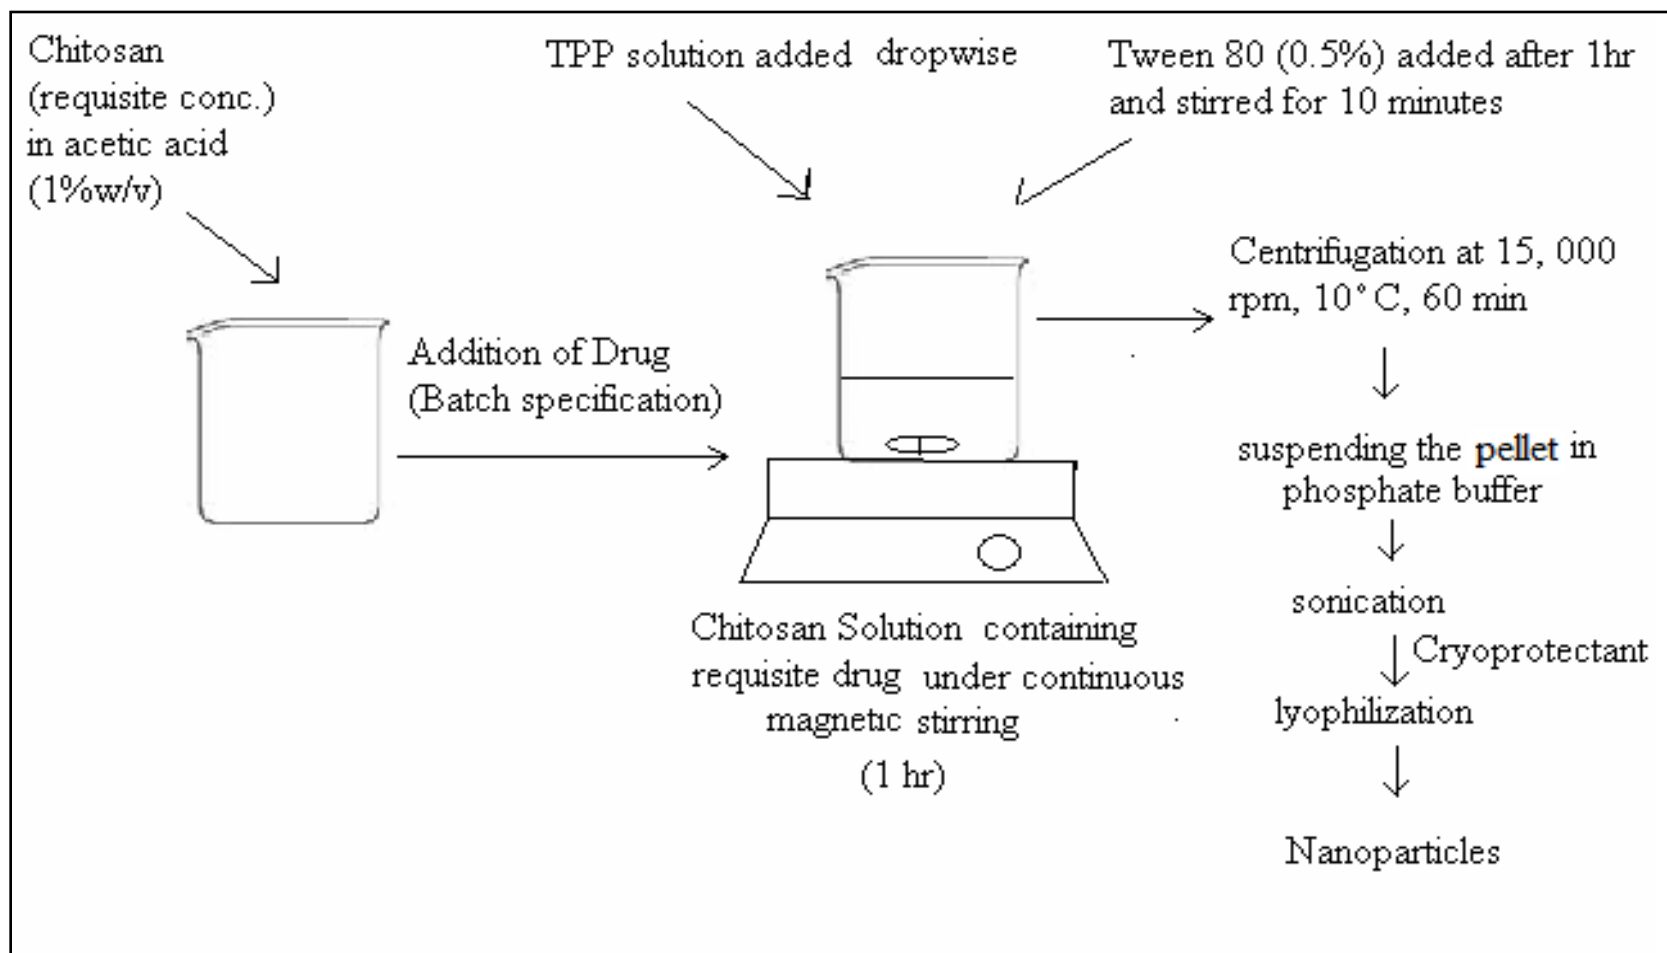 Chitosan
(requisite conc.)
in acetic acid
(1%w/v)
TPP solution added dropwise
Tween 80 (0.5%) added after 1hr
and stirred for 10 minutes
Addition of Drug
(Batch specification)
Chitosan Solution containing
requisite drug under continuous
magnetic stirring
(1 hr)
Centrifugation at 15, 000
rpm, 10°C, 60 min
suspending the pellet in
phosphate buffer
sonication
Cryoprotectant
lyophilization
Nanoparticles